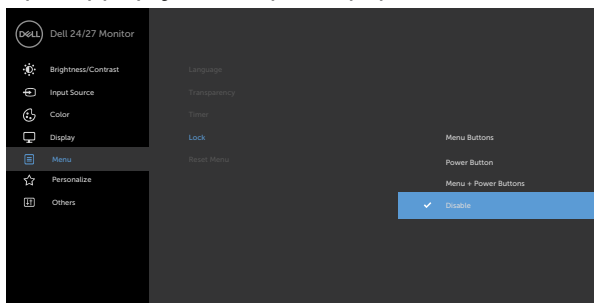 DELL
Dell 24/27 Monitor
Brightness/Contrast
Input Source
Color
Display
Menu
Personalize
Others
Language
Transparency
Timer
Lock
Reset Menu
Menu Buttons
Power Button
Menu + Power Buttons
Disable